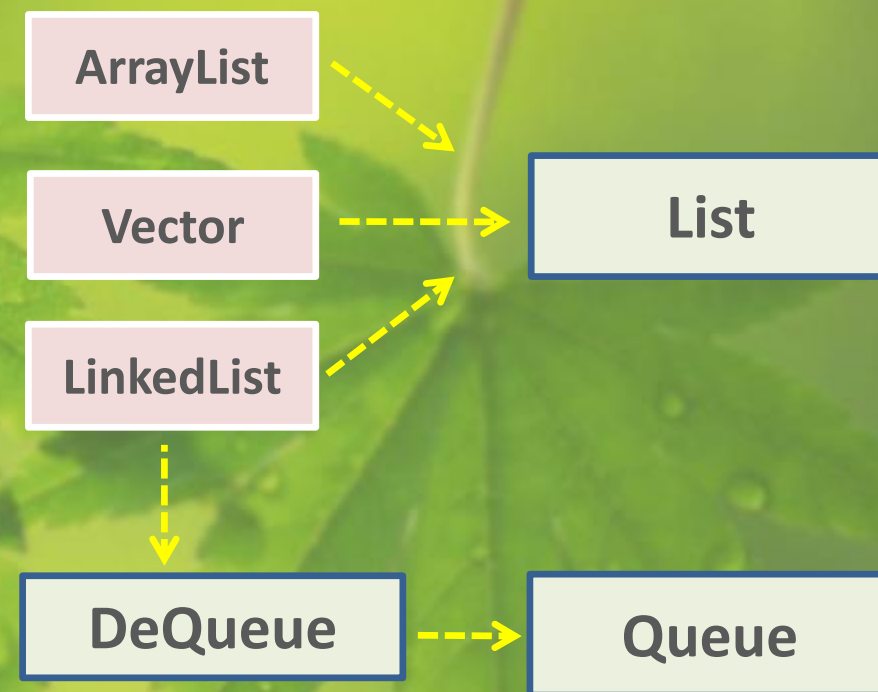 ArrayList
Vector
List
LinkedList
DeQueue
Queue